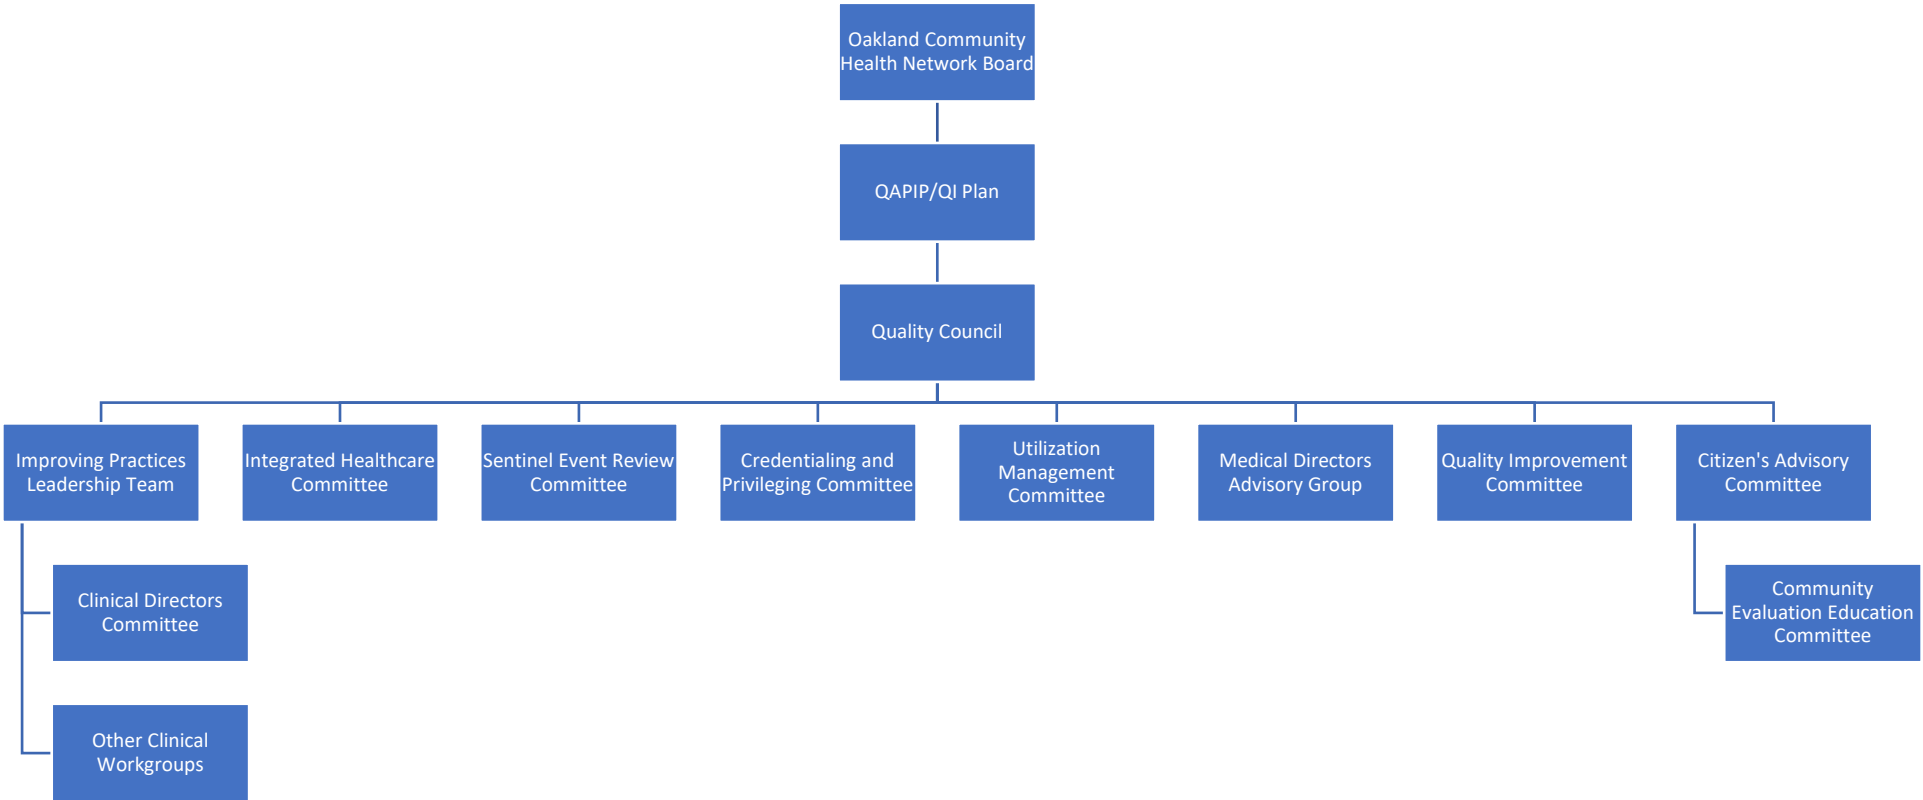 Oakland Community
Health Network Board
QAPIP/QI Plan
Quality Council
Improving Practices
Leadership Team
Integrated Healthcare
Committee
Sentinel Event Review
Committee
Credentialing and
Privileging Committee
Utilization
Management
Committee
Medical Directors
Advisory Group
Quality Improvement
Committee
Citizen's Advisory
Committee
Clinical Directors
Committee
Community
Evaluation Education
Committee
Other Clinical
Workgroups